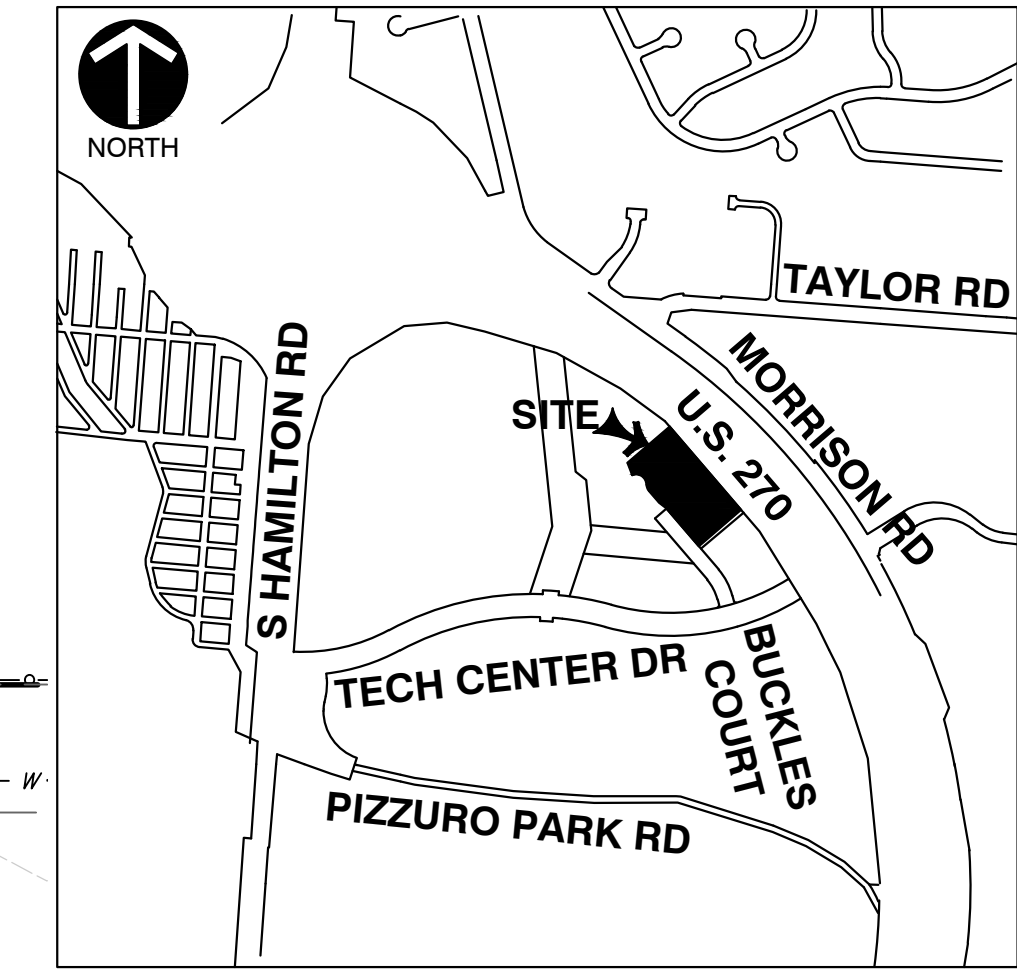 NORTH
TAYLOR RD
MORRISON RD
U.S. 270
SITE
S HAMILTON RD
TECH CENTER DR
BUCKLES
COURT
PIZZURO PARK RD
W